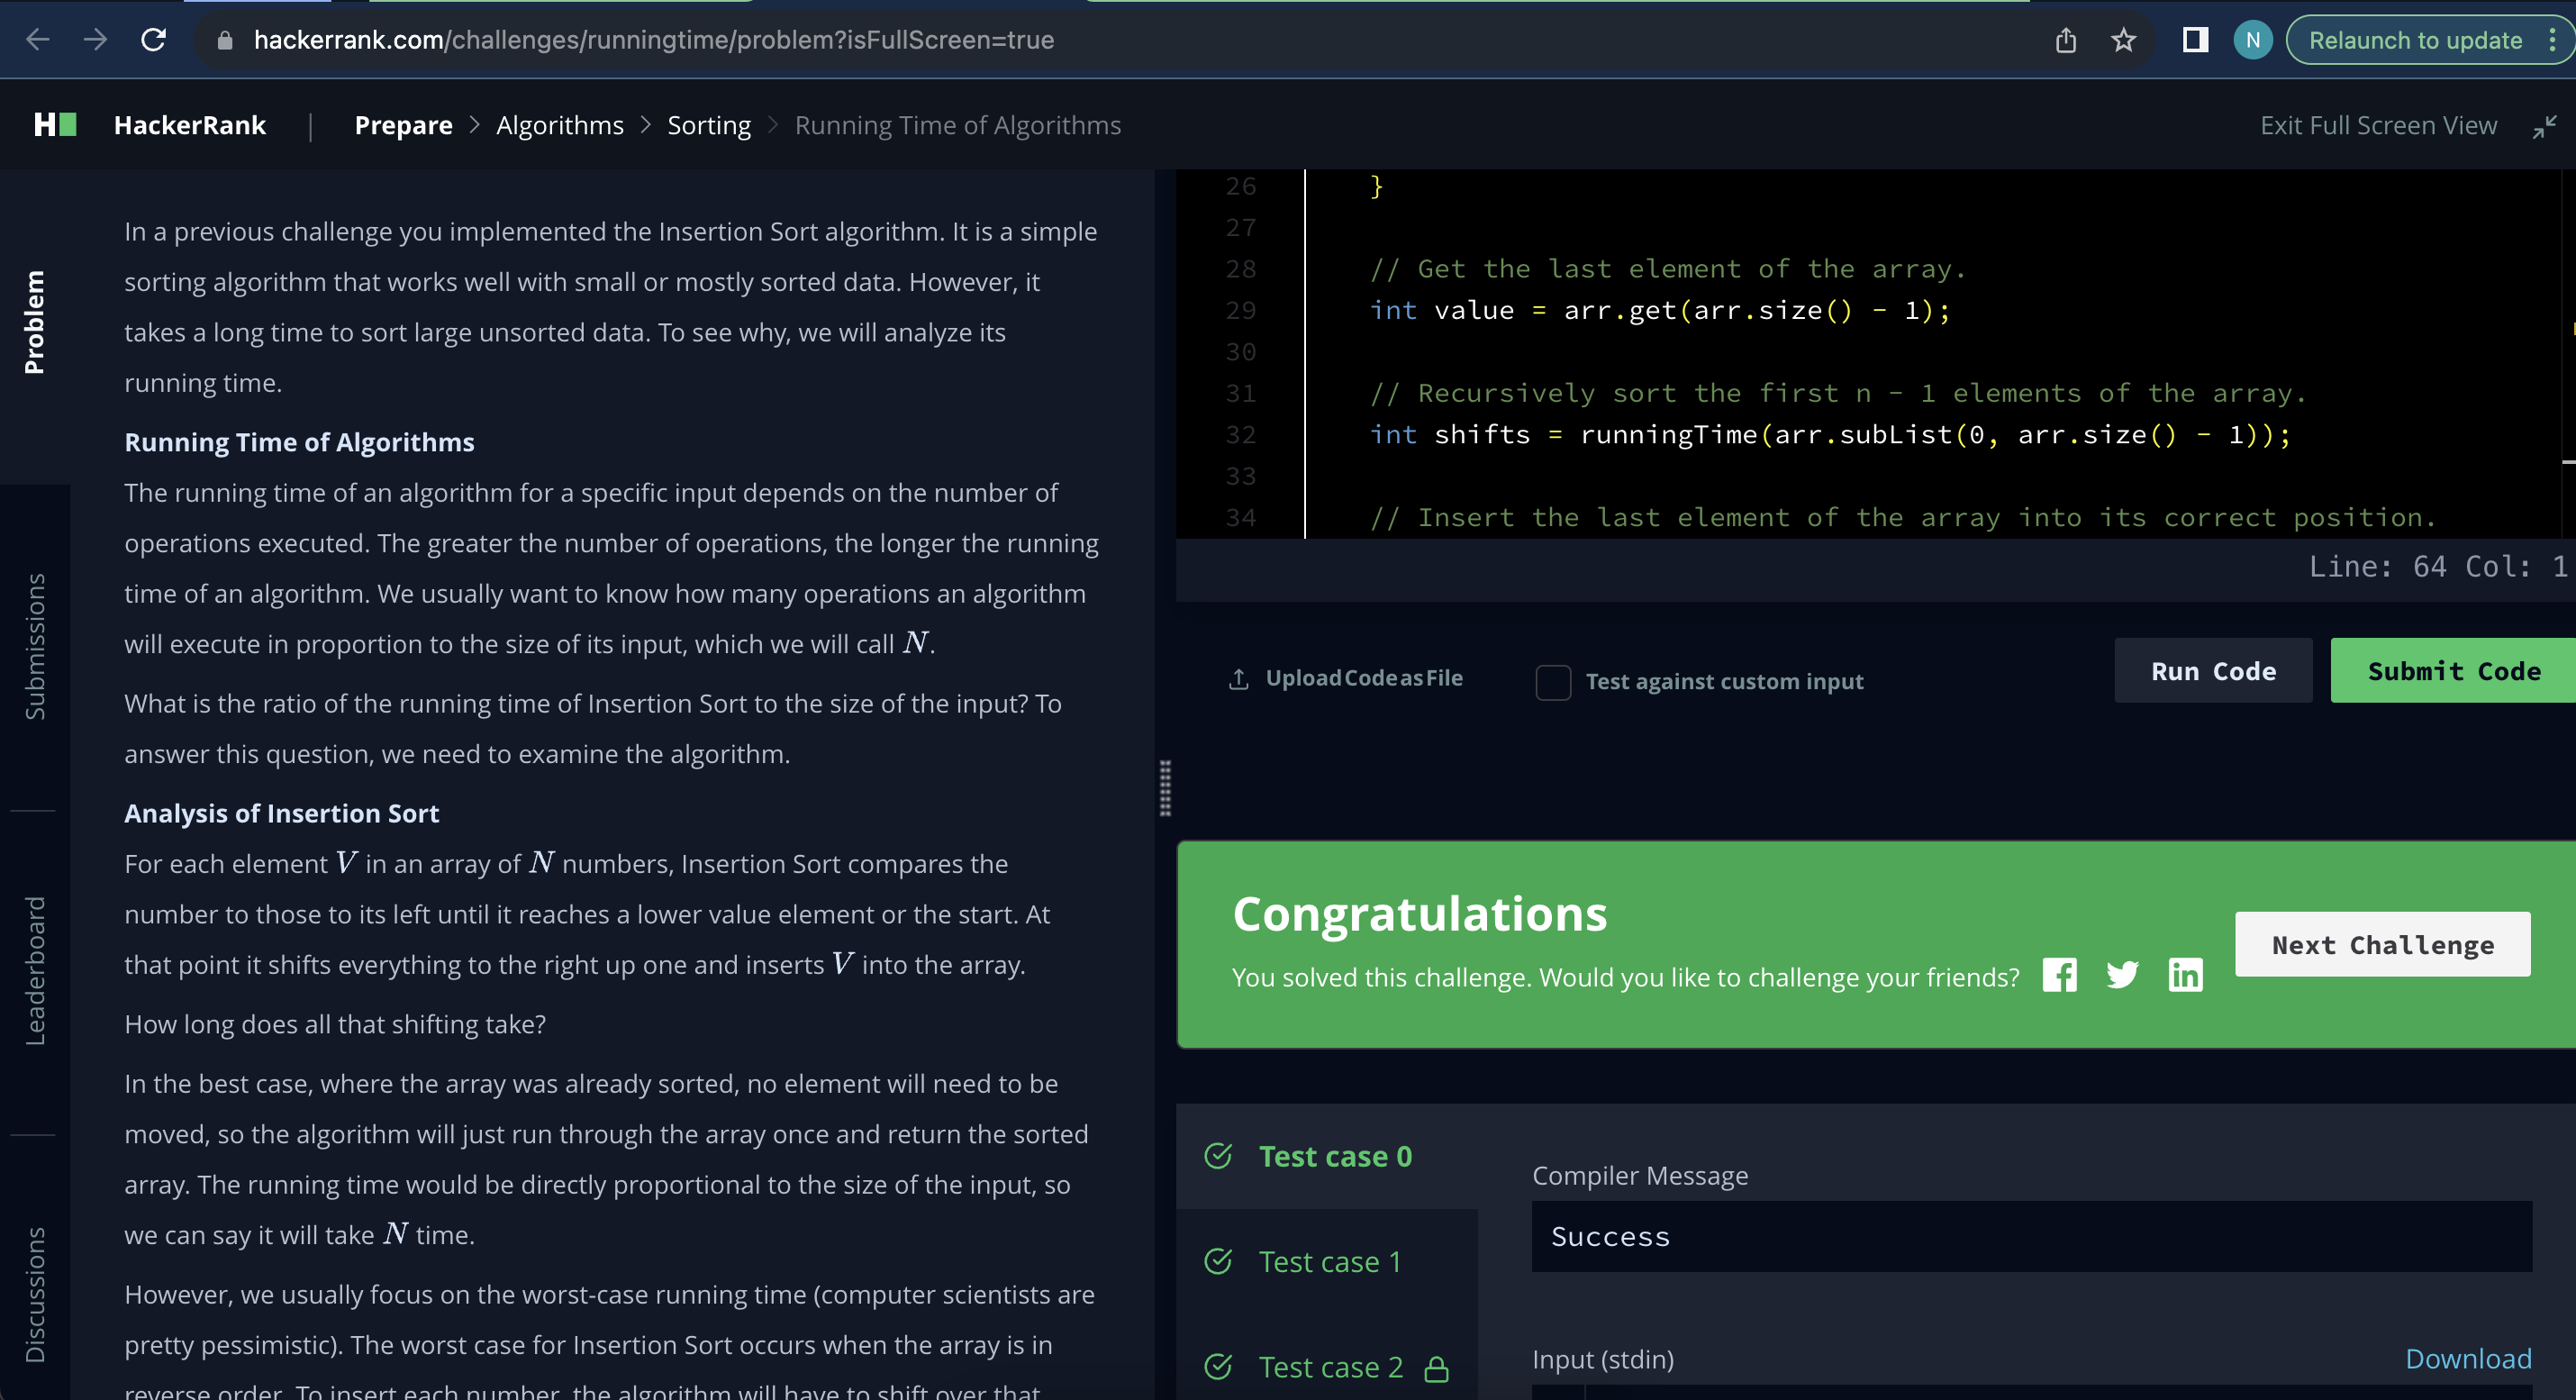 hackerrank.com/challenges/runningtime/problem?isFullScreen=true
N
Relaunch to update
H
HackerRank | Prepare > Algorithms > Sorting > Running Time of Algorithms
Exit Full Screen View
Problem
Submissions
Leaderboard
Discussions
In a previous challenge you implemented the Insertion Sort algorithm. It is a simple
sorting algorithm that works well with small or mostly sorted data. However, it
takes a long time to sort large unsorted data. To see why, we will analyze its
running time.
Running Time of Algorithms
The running time of an algorithm for a specific input depends on the number of
operations executed. The greater the number of operations, the longer the running
time of an algorithm. We usually want to know how many operations an algorithm
will execute in proportion to the size of its input, which we will call N.
What is the ratio of the running time of Insertion Sort to the size of the input? To
answer this question, we need to examine the algorithm.
Analysis of Insertion Sort
For each element V in an array of N numbers, Insertion Sort compares the
number to those to its left until it reaches a lower value element or the start. At
that point it shifts everything to the right up one and inserts V into the array.
How long does all that shifting take?
In the best case, where the array was already sorted, no element will need to be
moved, so the algorithm will just run through the array once and return the sorted
array. The running time would be directly proportional to the size of the input, so
we can say it will take N time.
However, we usually focus on the worst-case running time (computer scientists are
pretty pessimistic). The worst case for Insertion Sort occurs when the array is in
reverse order. To insert each number, the algorithm will have to shift over that
26 }
27
28 // Get the last element of the array.
29 int value = arr.get(arr.size() - 1);
30
31 // Recursively sort the first n - 1 elements of the array.
32 int shifts = runningTime(arr.subList(0, arr.size() - 1));
33
34 // Insert the last element of the array into its correct position.
Line: 64 Col: 1
Upload Code as File
Test against custom input
Run Code
Submit Code
Congratulations
You solved this challenge. Would you like to challenge your friends?
Next Challenge
Test case 0
Test case 1
Test case 2
Compiler Message
Success
Input (stdin)
Download